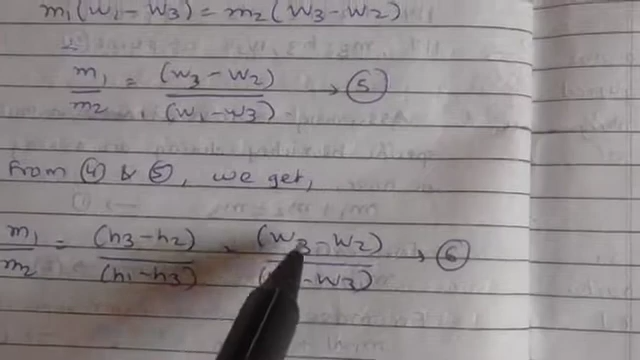 m₁(W₁ - W₃) = m₂(W₃ - W₂)
m₁/m₂ = (W₃ - W₂)/(W₁ - W₃) → ⑤
From ④ & ⑤, we get,
m₁/m₂ = (h₃ - h₂)/(h₁ - h₃) = (W₃ - W₂)/( - W₃) → ⑥